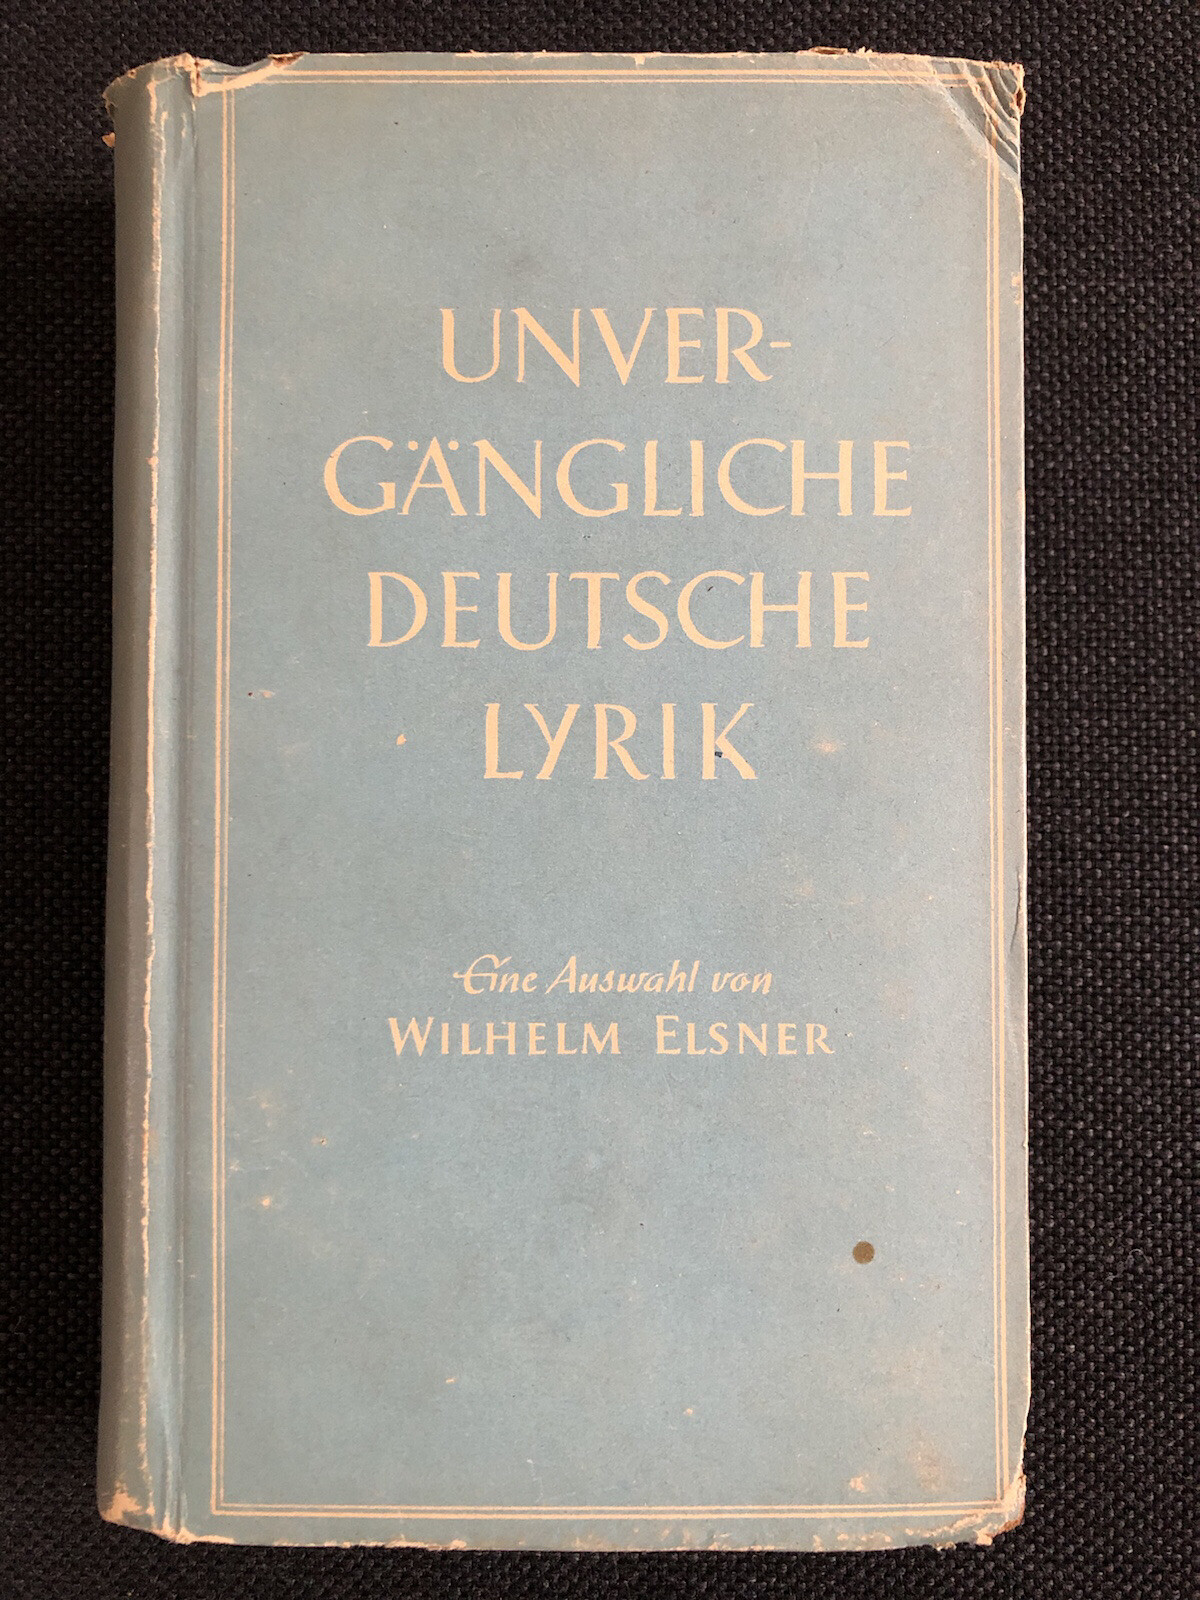 UNVER-
GÄNGLICHE
DEUTSCHE
LYRIK
Eine Auswahl von
WILHELM ELSNER